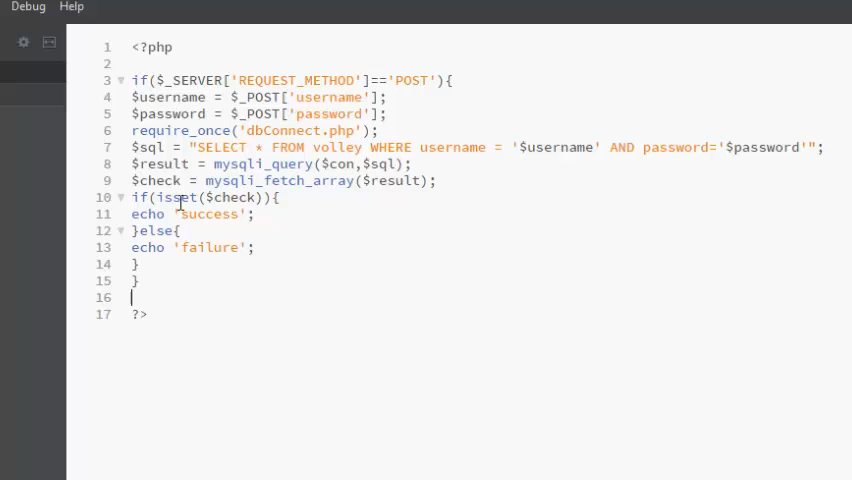 Debug Help
1 <?php
2
3 if($_SERVER['REQUEST_METHOD']=='POST'){
4 $username = $_POST['username'];
5 $password = $_POST['password'];
6 require_once('dbConnect.php');
7 $sql = "SELECT * FROM volley WHERE username = '$username' AND password='$password'";
8 $result = mysqli_query($con,$sql);
9 $check = mysqli_fetch_array($result);
10 if(isset($check)){
11 echo 'success';
12 }else{
13 echo 'failure';
14 }
15 }
16
17 ?>